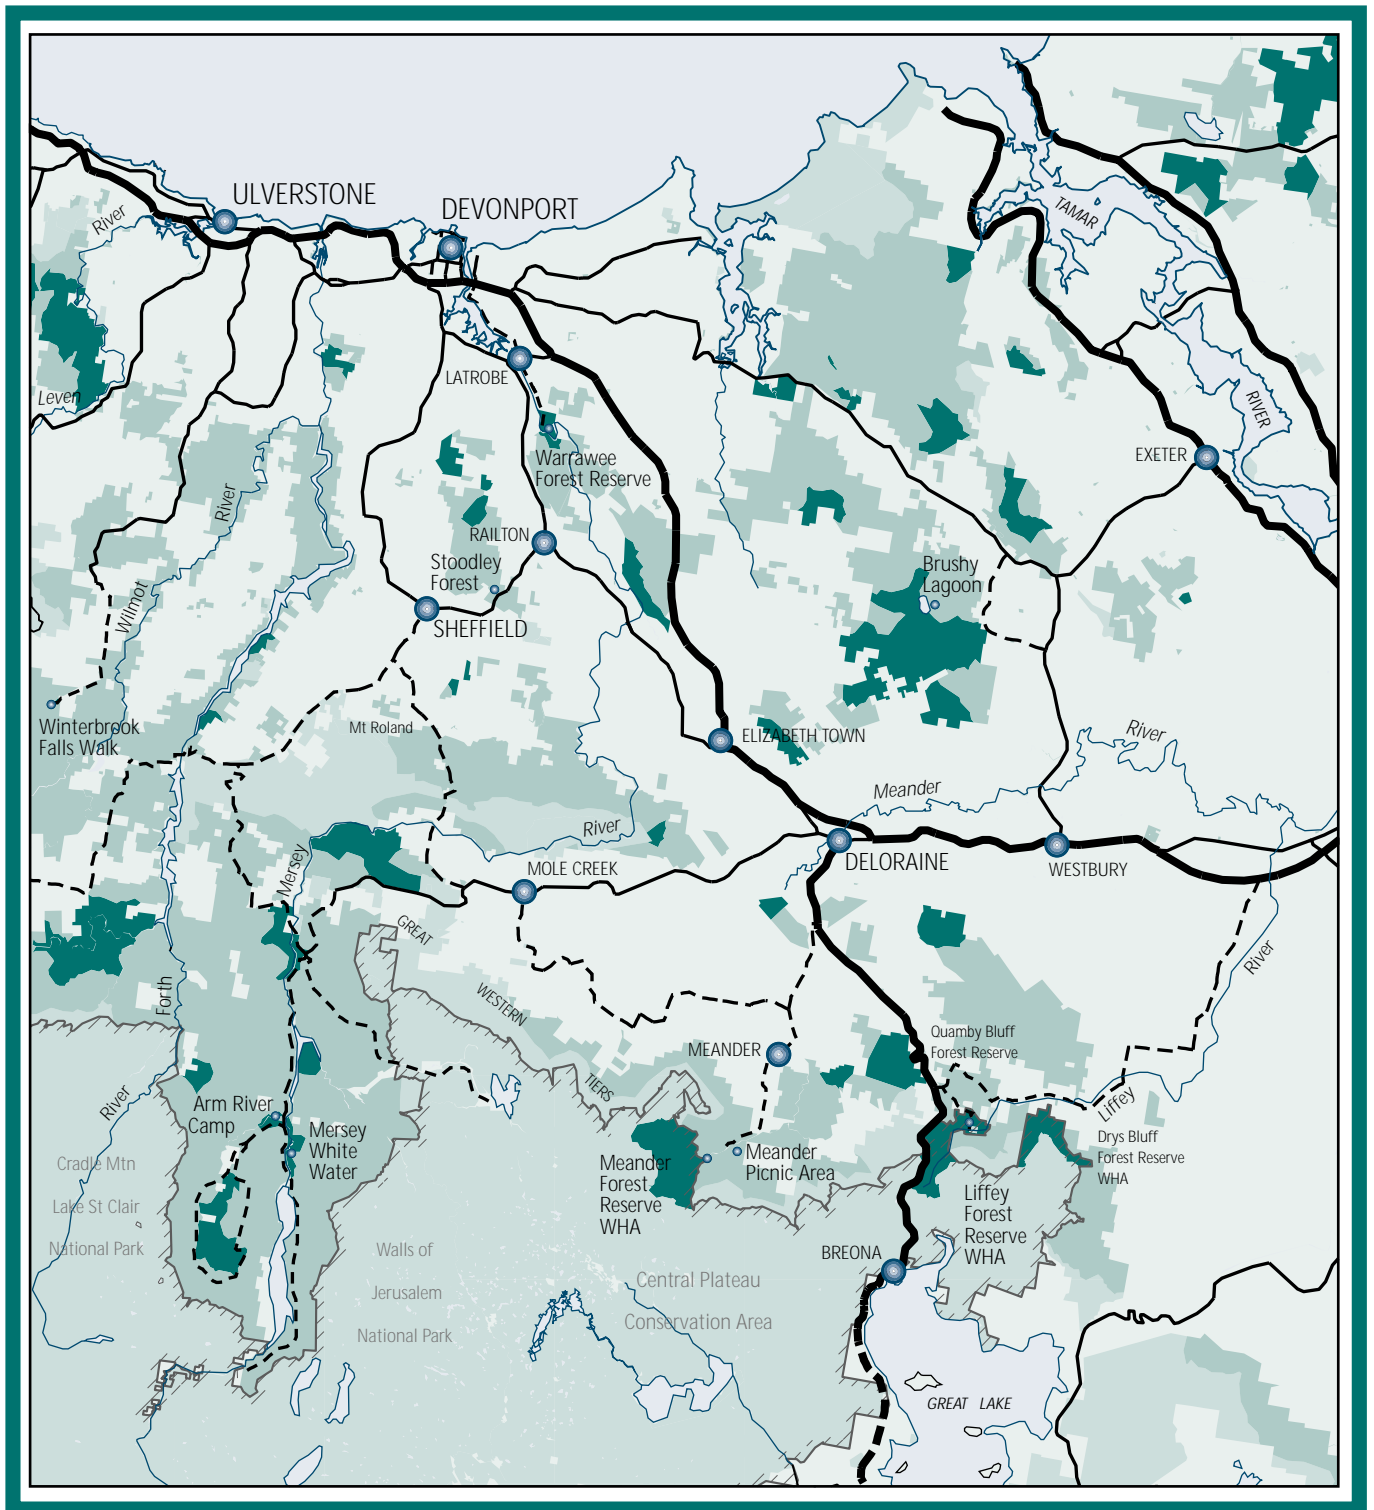 ULVERSTONE
DEVONPORT
River
TAMAR
LATROBE
Leven
RIVER
EXETER
Warrawee
Forest Reserve
River
RAILTON
Stoodley
Forest
Brushy
Lagoon
Wilmot
SHEFFIELD
Winterbrook
Falls Walk
Mt Roland
ELIZABETH TOWN
River
Meander
River
Mersey
DELORAINE
MOLE CREEK
WESTBURY
GREAT
River
Forth
WESTERN
Quamby Bluff
Forest Reserve
MEANDER
TIERS
River
Arm River
Camp
Liffey
Mersey
White
Water
Drys Bluff
Forest Reserve
WHA
Meander
Picnic Area
Meander
Forest
Reserve
WHA
Cradle Mtn
Lake St Clair
National Park
Liffey
Forest
Reserve
WHA
BREONA
Walls of
Jerusalem
National Park
Central Plateau
Conservation Area
GREAT LAKE